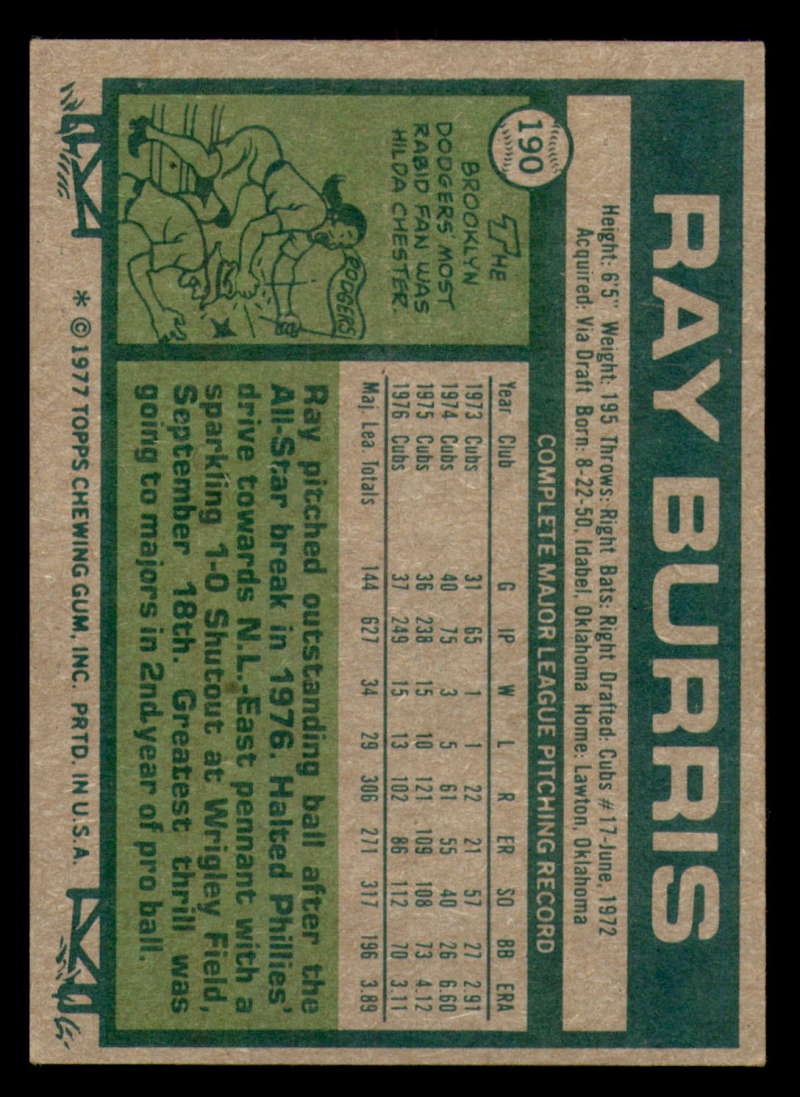 RAY BURRIS
Height: 6'5" Weight: 195 Throws: Right Bats: Right Drafted: Cubs #17-June, 1972
Acquired: Via Draft Born: 8-22-50, Idabel, Oklahoma Home: Lawton, Oklahoma
190
THE
BROOKLYN
DODGERS' MOST
RABID FAN WAS
HILDA CHESTER.
DODGERS
COMPLETE MAJOR LEAGUE PITCHING RECORD
Year Club G IP W L R ER SO BB ERA
1973 Cubs 31 65 1 1 22 21 57 27 2.91
1974 Cubs 40 75 3 5 61 55 40 26 6.60
1975 Cubs 36 238 15 10 121 109 108 73 4.12
1976 Cubs 37 249 15 13 102 86 112 70 3.11
Maj. Lea. Totals 144 627 34 29 306 271 317 196 3.89
Ray pitched outstanding ball after the
All-Star break in 1976. Halted Phillies'
drive towards N.L.-East pennant with a
sparkling 1-0 Shutout at Wrigley Field,
September 18th. Greatest thrill was
going to majors in 2nd year of pro ball.
* © 1977 TOPPS CHEWING GUM, INC. PRTD. IN U.S.A.